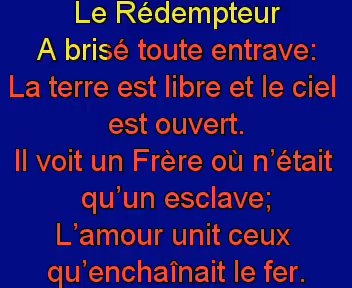 Le Rédempteur
A brisé toute entrave:
La terre est libre et le ciel
est ouvert.
Il voit un Frère où n'était
qu'un esclave;
L'amour unit ceux
qu'enchaînait le fer.